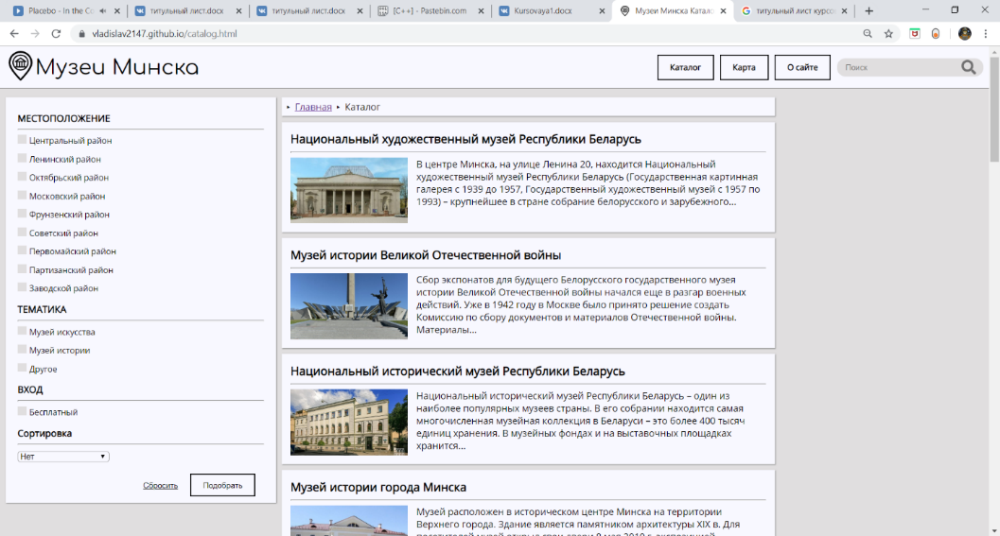 Placebo - In the Co
титульный лист.docx
титульный лист.docx
[C++] - Pastebin.com
Kursovaya1.docx
Музеи Минска Катало
титульный лист курсо
vladislav2147.github.io/catalog.html
Музеи Минска
Каталог
Карта
О сайте
Поиск
МЕСТОПОЛОЖЕНИЕ
Центральный район
Ленинский район
Октябрьский район
Московский район
Фрунзенский район
Советский район
Первомайский район
Партизанский район
Заводской район
ТЕМАТИКА
Музей искусства
Музей истории
Другое
ВХОД
Бесплатный
Сортировка
Нет
Сбросить
Подобрать
Главная Каталог
Национальный художественный музей Республики Беларусь
В центре Минска, на улице Ленина 20, находится Национальный
художественный музей Республики Беларусь (Государственная картинная
галерея с 1939 до 1957, Государственный художественный музей с 1957 по
1993) – крупнейшее в стране собрание белорусского и зарубежного...
Музей истории Великой Отечественной войны
Сбор экспонатов для будущего Белорусского государственного музея
истории Великой Отечественной войны начался еще в разгар военных
действий. Уже в 1942 году в Москве было принято решение создать
Комиссию по сбору документов и материалов Отечественной войны.
Материалы...
Национальный исторический музей Республики Беларусь
Национальный исторический музей Республики Беларусь – один из
наиболее популярных музеев страны. В его собрании находится самая
многочисленная музейная коллекция в Беларуси – это более 400 тысяч
единиц хранения. В музейных фондах и на выставочных площадках
хранится...
Музей истории города Минска
Музей расположен в историческом центре Минска на территории
Верхнего города. Здание является памятником архитектуры XIX в. Для